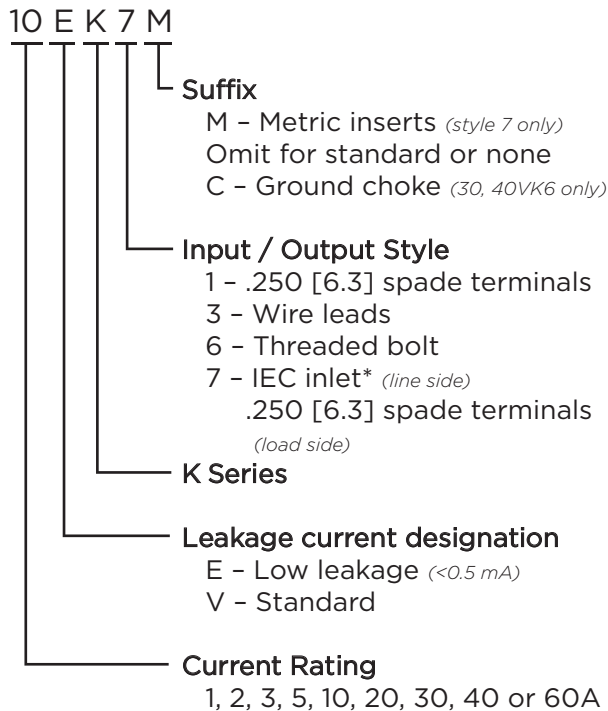 10 E K 7 M
Suffix
M – Metric inserts (style 7 only)
Omit for standard or none
C – Ground choke (30, 40VK6 only)
Input / Output Style
1 – .250 [6.3] spade terminals
3 – Wire leads
6 – Threaded bolt
7 – IEC inlet* (line side)
.250 [6.3] spade terminals
(load side)
K Series
Leakage current designation
E – Low leakage (<0.5 mA)
V – Standard
Current Rating
1, 2, 3, 5, 10, 20, 30, 40 or 60A